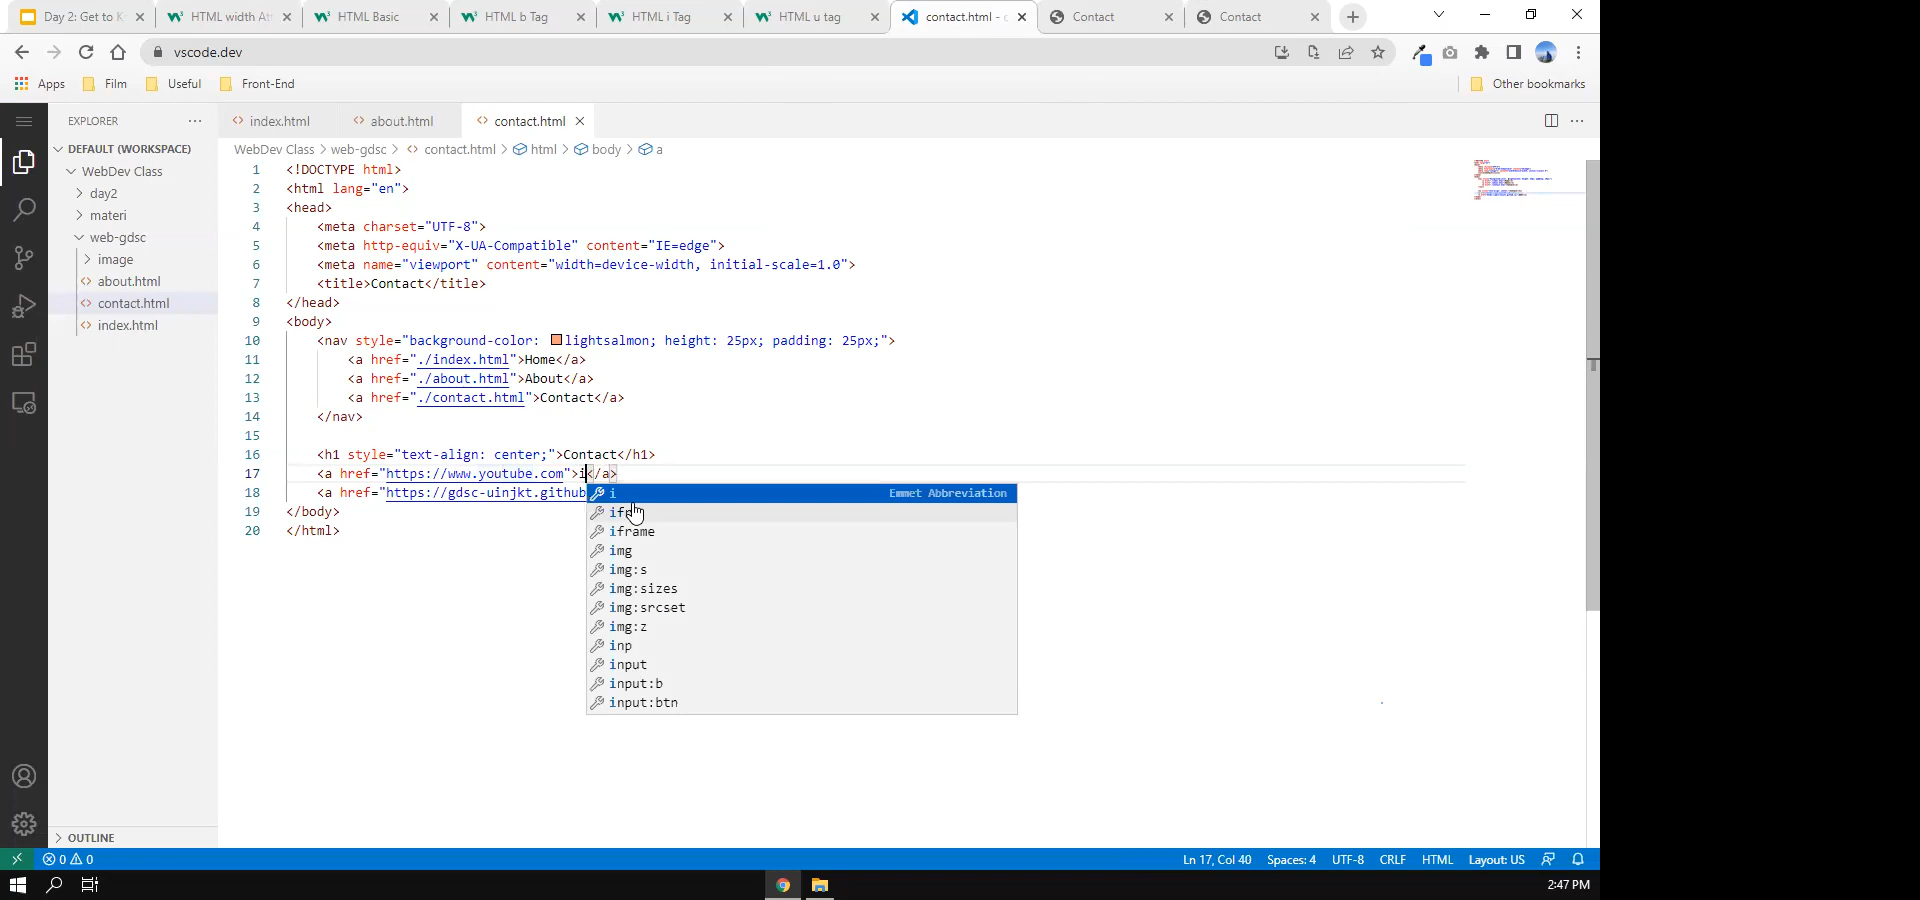 Day 2: Get to K
HTML width Att
HTML Basic
HTML b Tag
HTML i Tag
HTML u tag
contact.html - c
Contact
Contact
vscode.dev
Apps
Film
Useful
Front-End
Other bookmarks
EXPLORER
index.html
about.html
contact.html
DEFAULT (WORKSPACE)
WebDev Class > web-gdsc > contact.html > html > body > a
WebDev Class
day2
materi
web-gdsc
image
about.html
contact.html
index.html
1 <!DOCTYPE html>
2 <html lang="en">
3 <head>
4 <meta charset="UTF-8">
5 <meta http-equiv="X-UA-Compatible" content="IE=edge">
6 <meta name="viewport" content="width=device-width, initial-scale=1.0">
7 <title>Contact</title>
8 </head>
9 <body>
10 <nav style="background-color: lightsalmon; height: 25px; padding: 25px;">
11 <a href="./index.html">Home</a>
12 <a href="./about.html">About</a>
13 <a href="./contact.html">Contact</a>
14 </nav>
15
16 <h1 style="text-align: center;">Contact</h1>
17 <a href="https://www.youtube.com">i</a>
18 <a href="https://gdsc-uinjkt.github
19 </body>
20 </html>
i Emmet Abbreviation
iframe
img
img:s
img:sizes
img:srcset
img:z
inp
input
input:b
input:btn
OUTLINE
0 0
Ln 17, Col 40
Spaces: 4
UTF-8
CRLF
HTML
Layout: US
2:47 PM